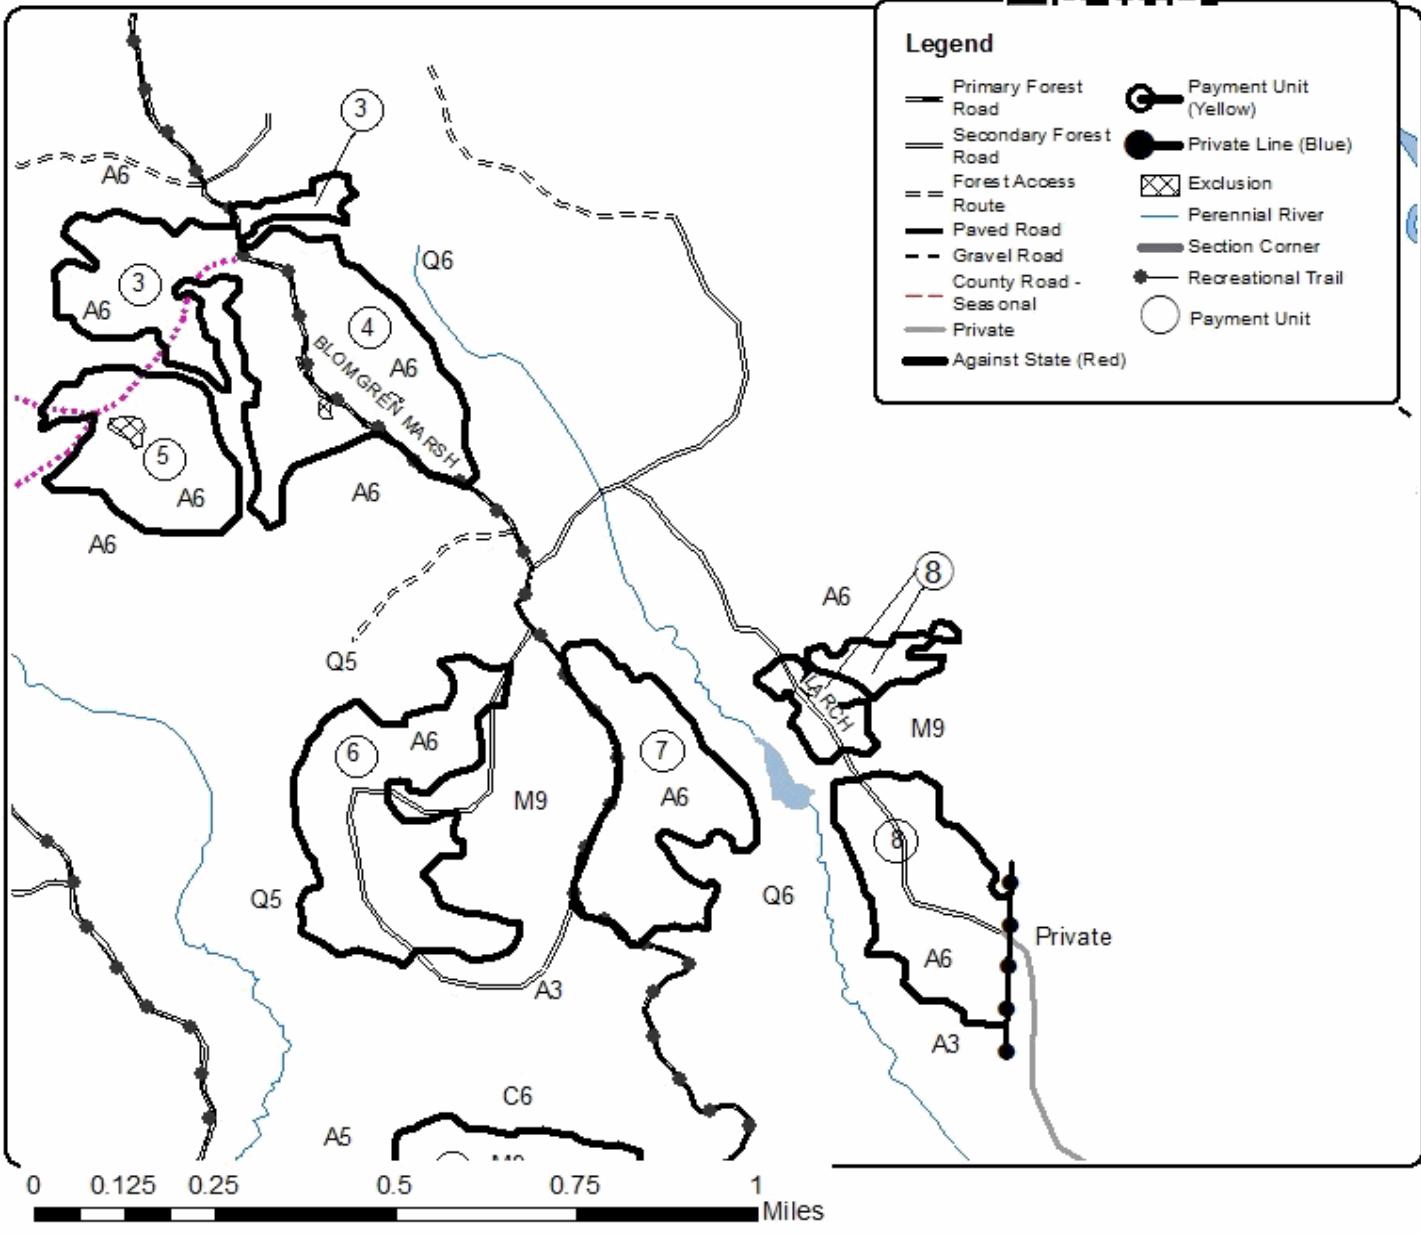 Legend
Primary Forest
Road
Secondary Forest
Road
Forest Access
Route
Paved Road
Gravel Road
County Road -
Seasonal
Private
Against State (Red)
Payment Unit
(Yellow)
Private Line (Blue)
Exclusion
Perennial River
Section Corner
Recreational Trail
Payment Unit
3
A6
Q6
3
A6
4
A6
BLOMGREN MARSH
5
A6
A6
A6
8
A6
Q5
LARCH
M9
6
A6
7
A6
M9
8
Q5
Q6
Private
A6
A3
A3
C6
A5
0 0.125 0.25 0.5 0.75 1
Miles